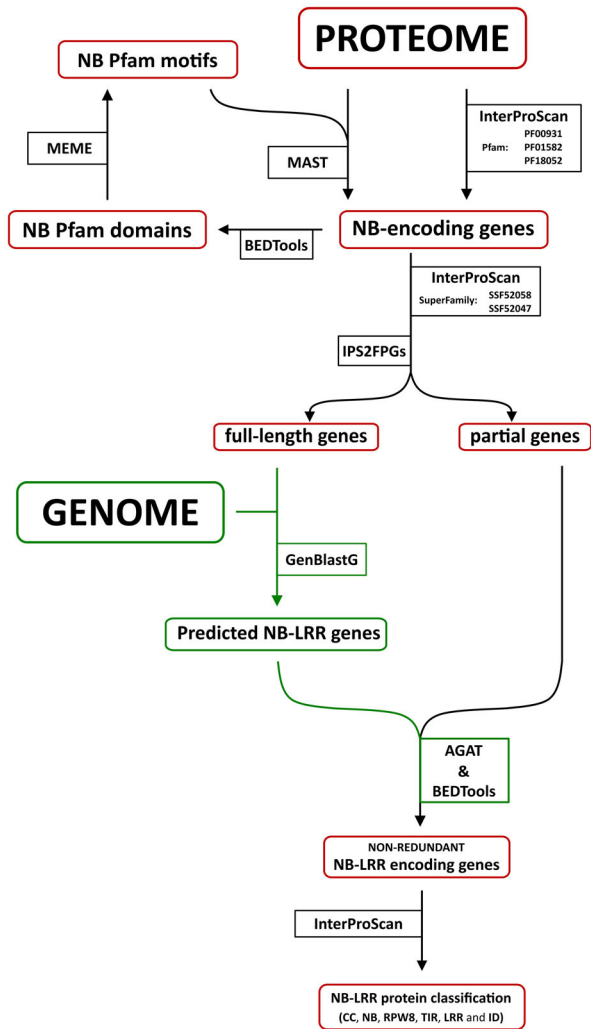 PROTEOME
NB Pfam motifs
InterProScan
PF00931
Pfam: PF01582
PF18052
MEME
MAST
NB Pfam domains
NB-encoding genes
BEDTools
InterProScan
SuperFamily: SSF52058
SSF52047
IPS2FPGs
full-length genes
partial genes
GENOME
GenBlastG
Predicted NB-LRR genes
AGAT
&
BEDTools
NON-REDUNDANT
NB-LRR encoding genes
InterProScan
NB-LRR protein classification
(CC, NB, RPW8, TIR, LRR and ID)